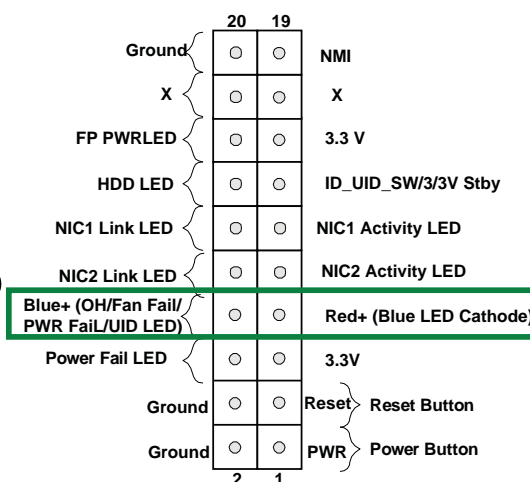 20 19
Ground NMI
X X
FP PWRLED 3.3 V
HDD LED ID_UID_SW/3/3V Stby
NIC1 Link LED NIC1 Activity LED
NIC2 Link LED NIC2 Activity LED
Blue+ (OH/Fan Fail/
PWR FaiL/UID LED) Red+ (Blue LED Cathode)
Power Fail LED 3.3V
Ground Reset Reset Button
Ground PWR Power Button
2 1